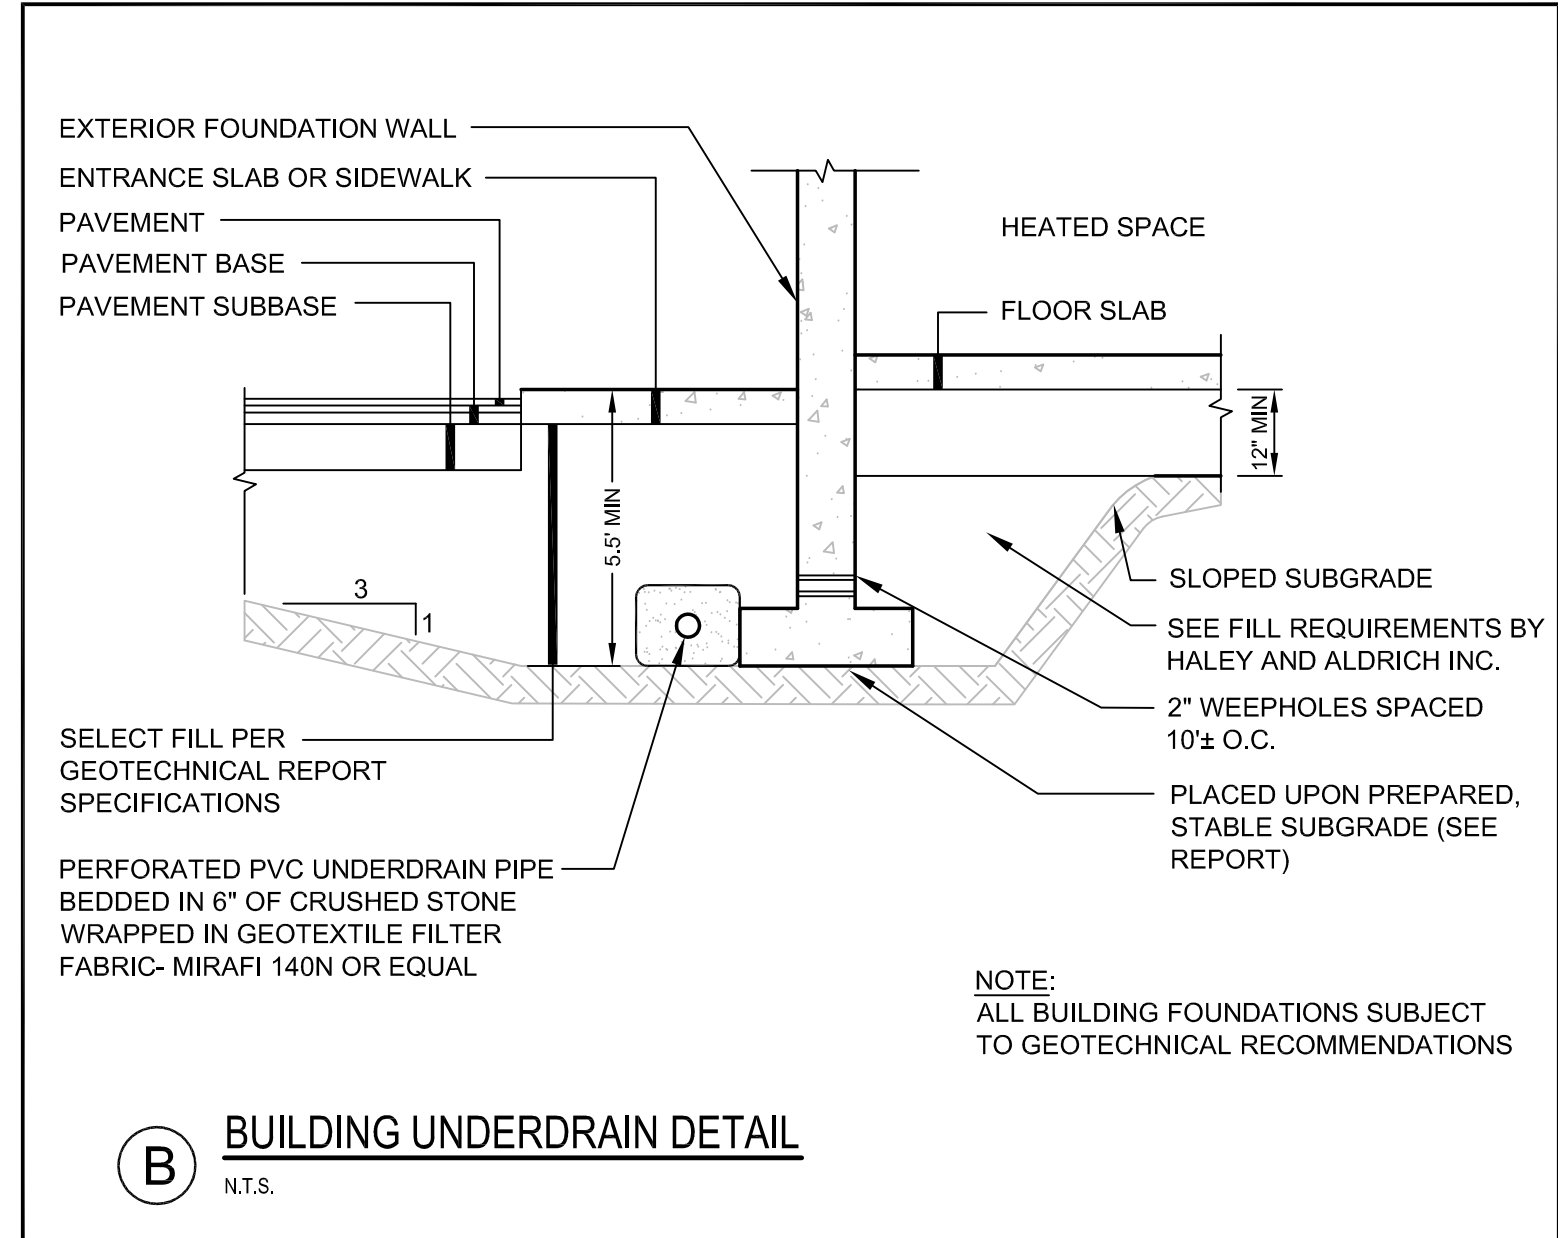 EXTERIOR FOUNDATION WALL
ENTRANCE SLAB OR SIDEWALK
PAVEMENT
PAVEMENT BASE
PAVEMENT SUBBASE
HEATED SPACE
FLOOR SLAB
12" MIN
5.5' MIN
3
1
SLOPED SUBGRADE
SEE FILL REQUIREMENTS BY
HALEY AND ALDRICH INC.
2" WEEPHOLES SPACED
10'± O.C.
PLACED UPON PREPARED,
STABLE SUBGRADE (SEE
REPORT)
SELECT FILL PER
GEOTECHNICAL REPORT
SPECIFICATIONS
PERFORATED PVC UNDERDRAIN PIPE
BEDDED IN 6" OF CRUSHED STONE
WRAPPED IN GEOTEXTILE FILTER
FABRIC- MIRAFI 140N OR EQUAL
NOTE:
ALL BUILDING FOUNDATIONS SUBJECT
TO GEOTECHNICAL RECOMMENDATIONS
B
BUILDING UNDERDRAIN DETAIL
N.T.S.